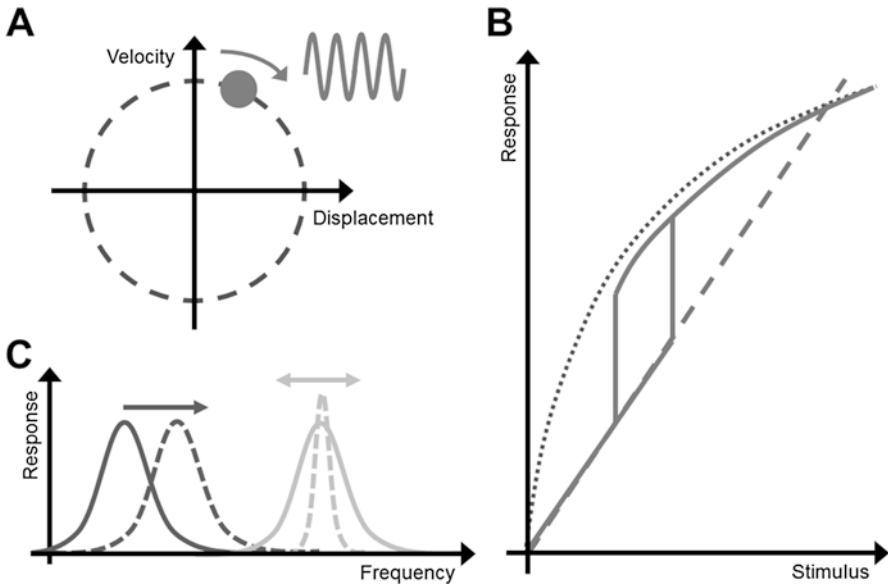 A
Velocity
Displacement
B
Response
Stimulus
C
Response
Frequency